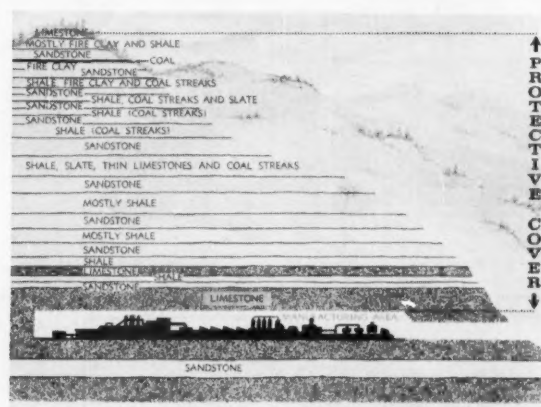 LIMESTONE
MOSTLY FIRE CLAY AND SHALE
SANDSTONE
COAL
FIRE CLAY
SANDSTONE
SHALE, FIRE CLAY AND COAL STREAKS
SANDSTONE
SHALE, COAL STREAKS AND SLATE
SANDSTONE
SHALE (COAL STREAKS)
SANDSTONE
SHALE (COAL STREAKS)
SANDSTONE
SHALE, SLATE, THIN LIMESTONES AND COAL STREAKS
SANDSTONE
MOSTLY SHALE
SANDSTONE
MOSTLY SHALE
SANDSTONE
SHALE
LIMESTONE
SHALE
SANDSTONE
LIMESTONE
MANUFACTURING AREA
SANDSTONE
PROTECTIVE COVER